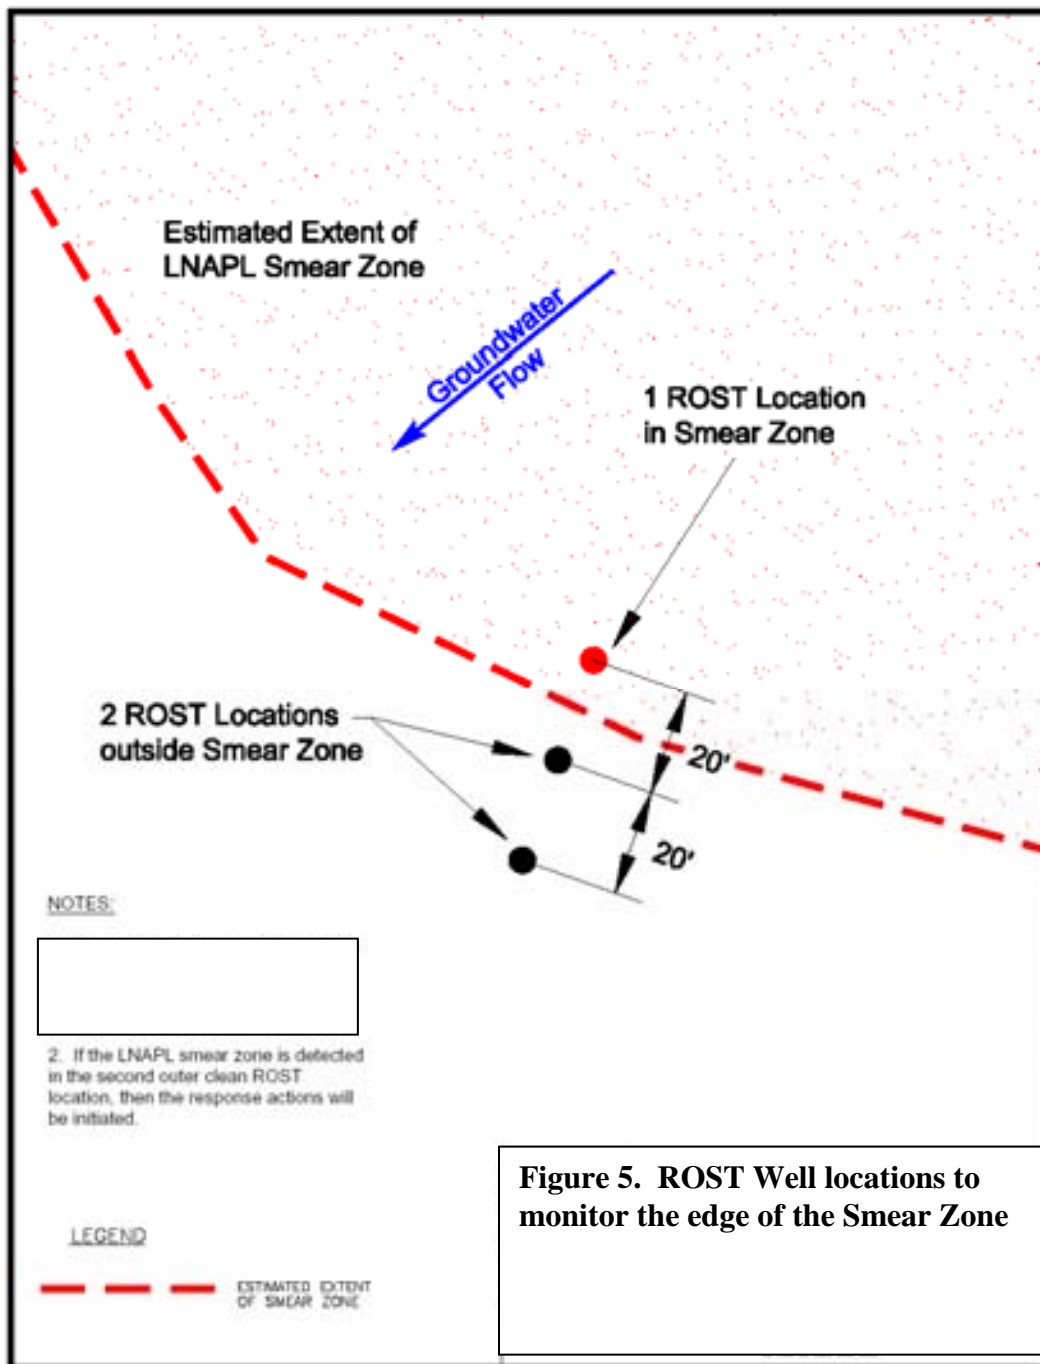 Estimated Extent of
LNAPL Smear Zone
Groundwater
Flow
1 ROST Location
in Smear Zone
2 ROST Locations
outside Smear Zone
20'
20'
NOTES:
2. If the LNAPL smear zone is detected
in the second outer clean ROST
location, then the response actions will
be initiated.
Figure 5. ROST Well locations to
monitor the edge of the Smear Zone
LEGEND
ESTIMATED EXTENT
OF SMEAR ZONE